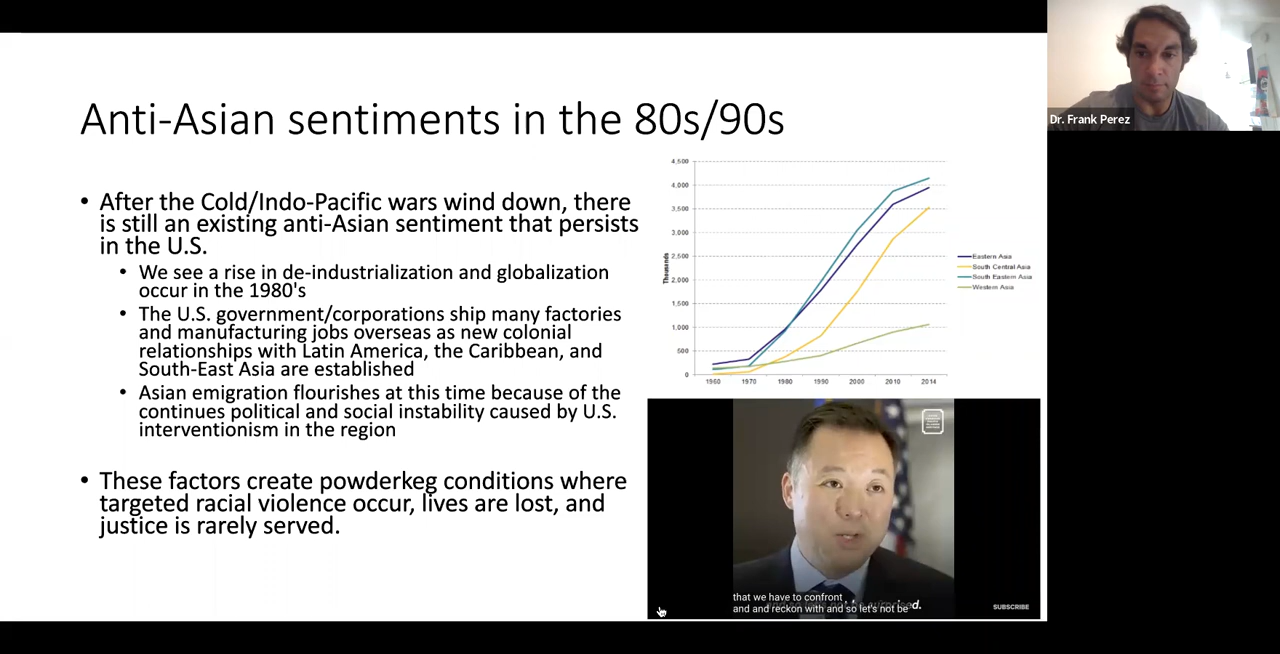 Anti-Asian sentiments in the 80s/90s
• After the Cold/Indo-Pacific wars wind down, there
is still an existing anti-Asian sentiment that persists
in the U.S.
• We see a rise in de-industrialization and globalization
occur in the 1980's
• The U.S. government/corporations ship many factories
and manufacturing jobs overseas as new colonial
relationships with Latin America, the Caribbean, and
South-East Asia are established
• Asian emigration flourishes at this time because of the
continues political and social instability caused by U.S.
interventionism in the region
• These factors create powderkeg conditions where
targeted racial violence occur, lives are lost, and
justice is rarely served.
4,500
4,000
3,500
3,000
2,500
2,000
1,500
1,000
500
0
Thousands
1960 1970 1980 1990 2000 2010 2014
Eastern Asia
South Central Asia
South Eastern Asia
Western Asia
that we have to confront
and and reckon with and so let's not be
SUBSCRIBE
Dr. Frank Perez